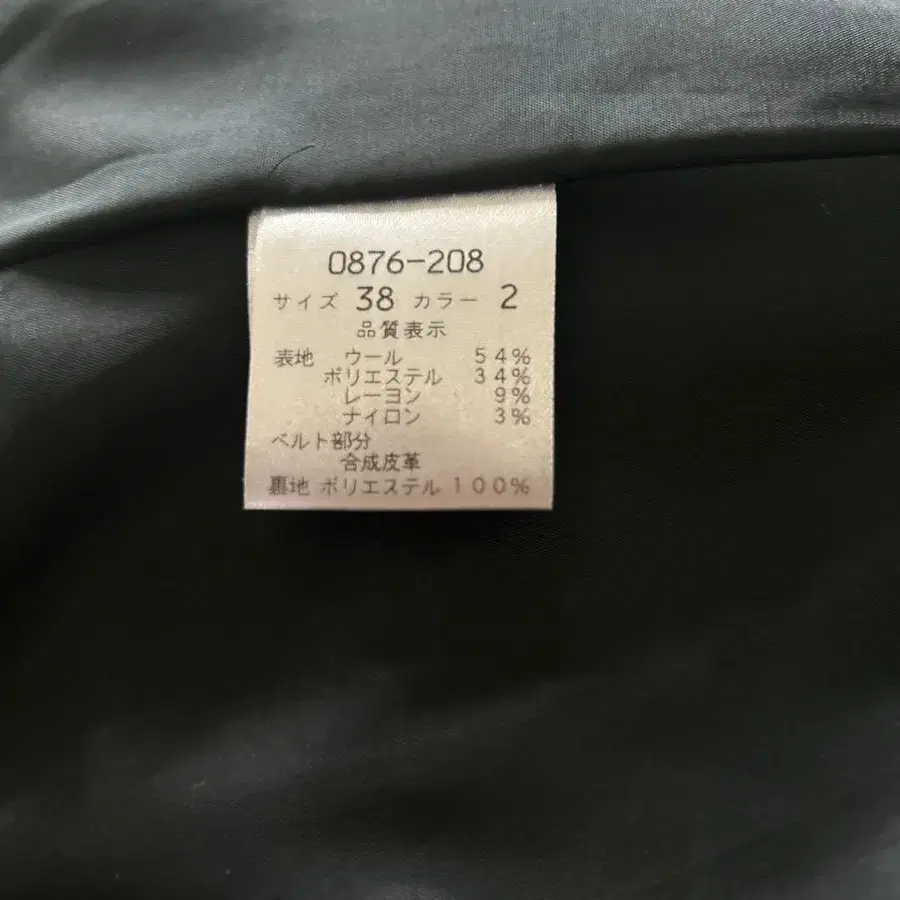 0876-208
サイズ 38 カラー 2
品質表示
表地 ウール 54%
ポリエステル 34%
レーヨン 9%
ナイロン 3%
ベルト部分
合成皮革
裏地 ポリエステル 100%